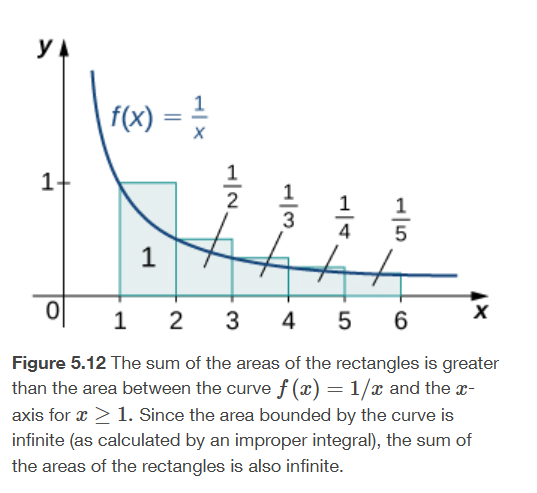 y
f(x) = 1/x
1
1/2
1/3
1/4
1/5
1
0
1 2 3 4 5 6
x
Figure 5.12 The sum of the areas of the rectangles is greater
than the area between the curve f (x) = 1/x and the x-
axis for x ≥ 1. Since the area bounded by the curve is
infinite (as calculated by an improper integral), the sum of
the areas of the rectangles is also infinite.